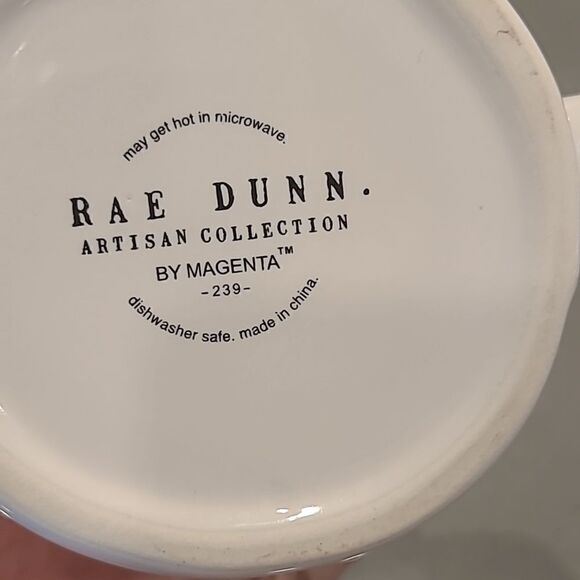 may get hot in microwave.
RAE DUNN.
ARTISAN COLLECTION
BY MAGENTA™
-239-
dishwasher safe. made in china.